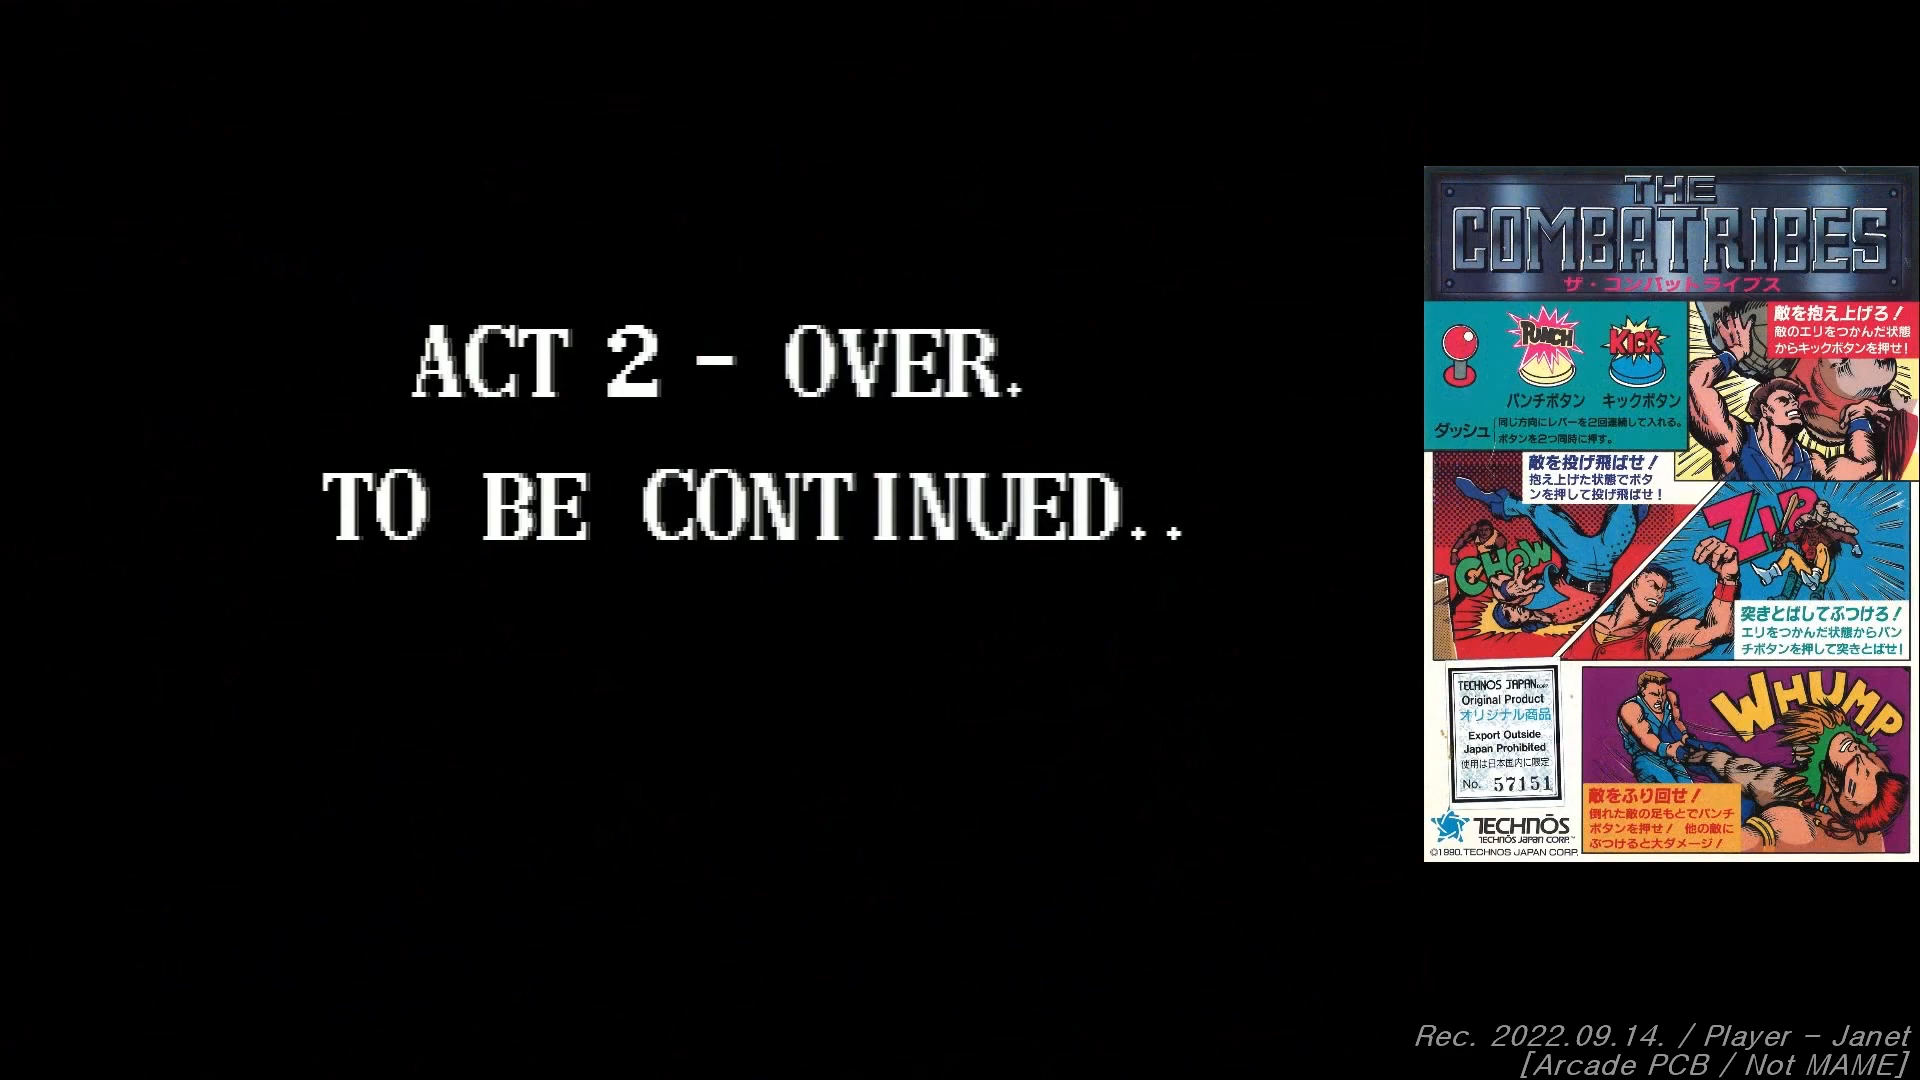 ACT 2 - OVER.
TO BE CONTINUED..
THE
COMBATRIBES
ザ・コンバットライブス
PUNCH
KICK
パンチボタン
キックボタン
ダッシュ
同じ方向にレバーを2回連続して入れる。
ボタンを2つ同時に押す。
敵を抱え上げろ！
敵のエリをつかんだ状態
からキックボタンを押せ！
敵を投げ飛ばせ！
抱え上げた状態でボタ
ンを押して投げ飛ばせ！
CHOW
ZIP
突きとばしてぶつけろ！
エリをつかんだ状態からパン
チボタンを押して突きとばせ！
TECHNOS JAPAN CORP.
Original Product
オリジナル商品
Export Outside
Japan Prohibited
使用は日本国内に限定
No. 57151
WHUMP
敵をふり回せ！
倒れた敵の足もとでパンチ
ボタンを押せ！ 他の敵に
ぶつけると大ダメージ！
TECHNŌS
TECHNŌS JAPAN CORP.™
©1990. TECHNOS JAPAN CORP.
Rec. 2022.09.14. / Player - Janet
[Arcade PCB / Not MAME]